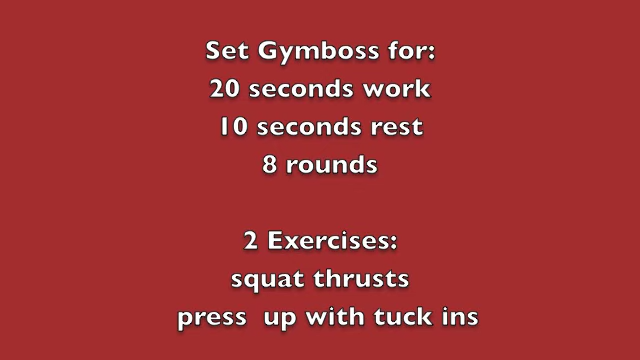 Set Gymboss for:
20 seconds work
10 seconds rest
8 rounds
2 Exercises:
squat thrusts
press  up with tuck ins